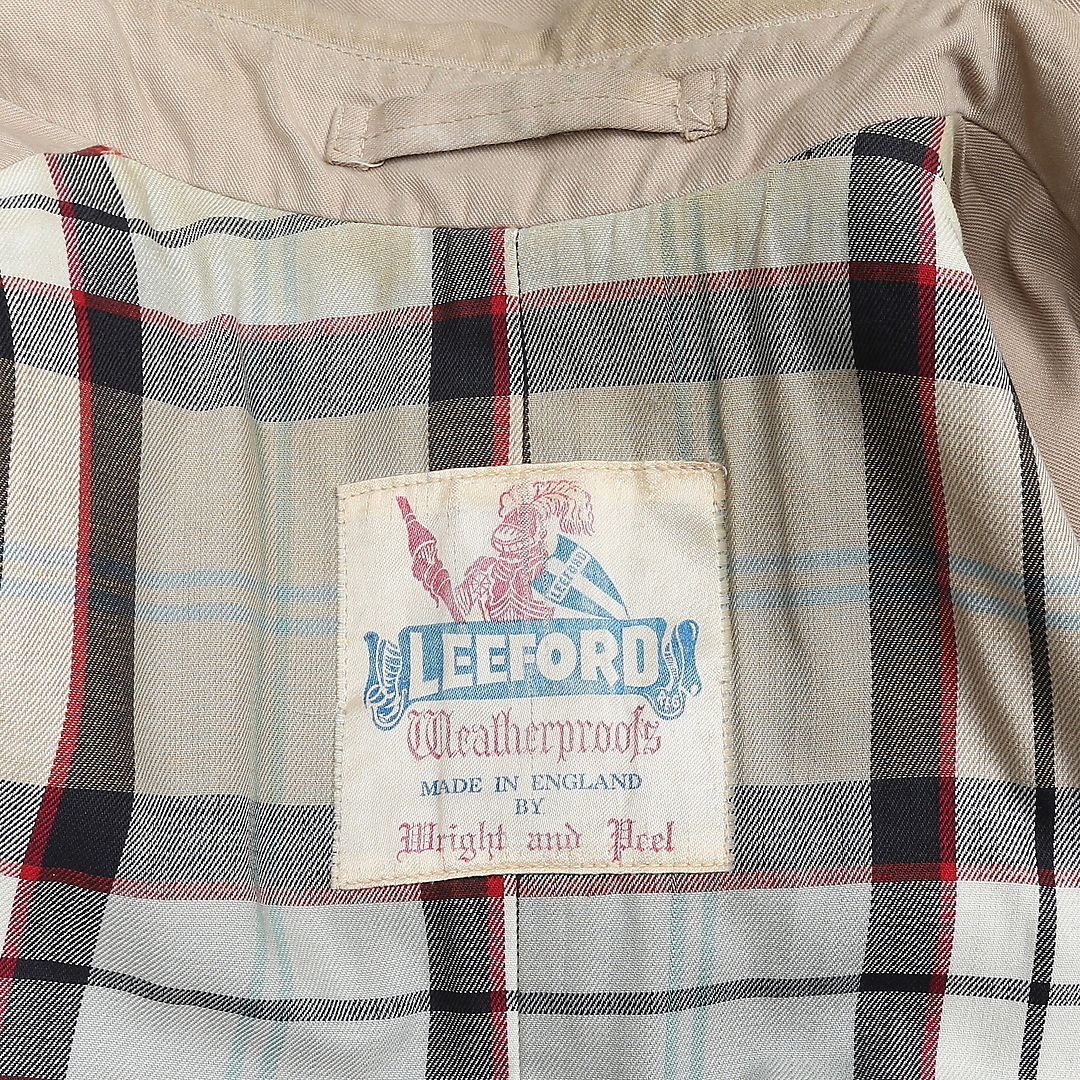 LEEFORD
LEEFORD
Weatherproofs
MADE IN ENGLAND
BY
Wright and Peel